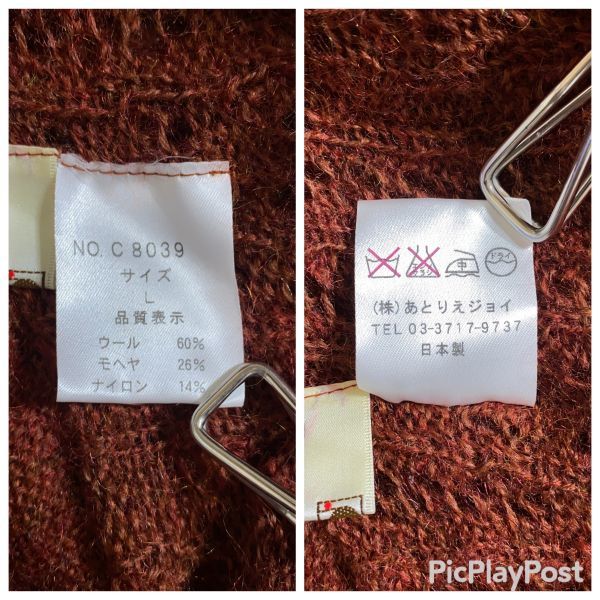 NO. C 8039
サイズ
L
品質表示
ウール 60%
モヘヤ 26%
ナイロン 14%
中
ドライ
(株)あとりえジョイ
TEL 03-3717-9737
日本製
PicPlayPost